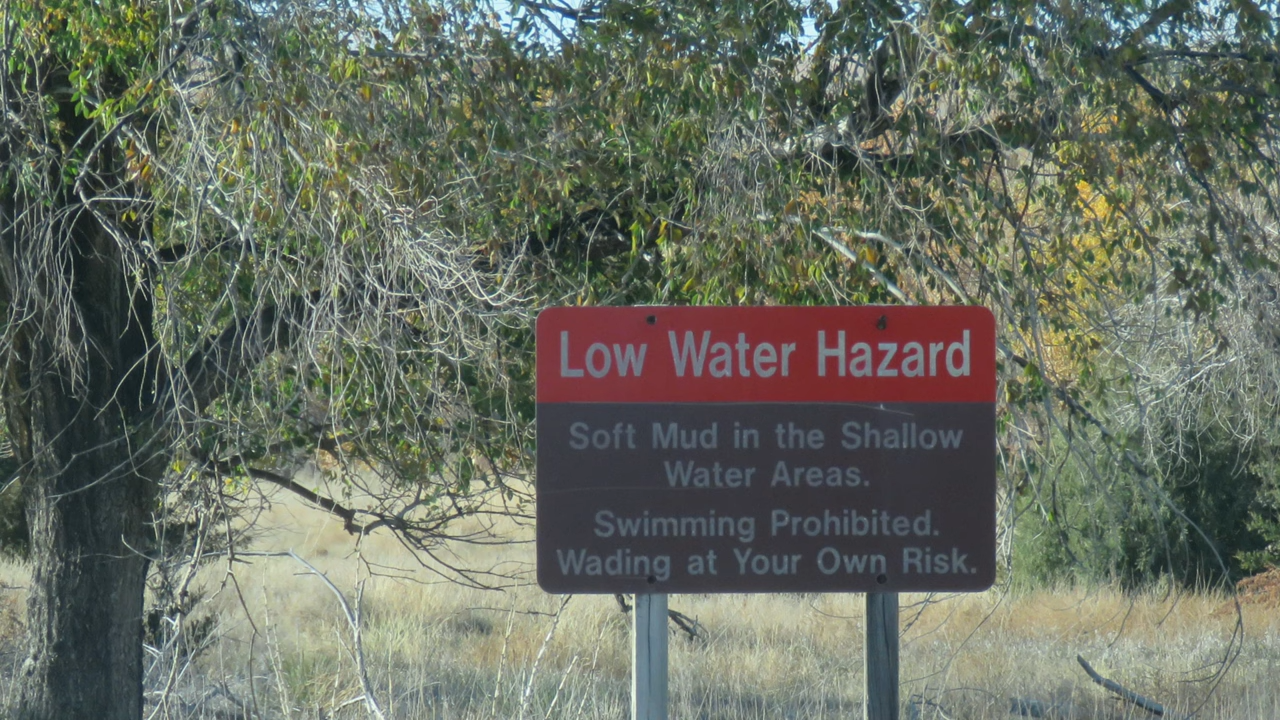 Low Water Hazard
Soft Mud in the Shallow
Water Areas.
Swimming Prohibited.
Wading at Your Own Risk.